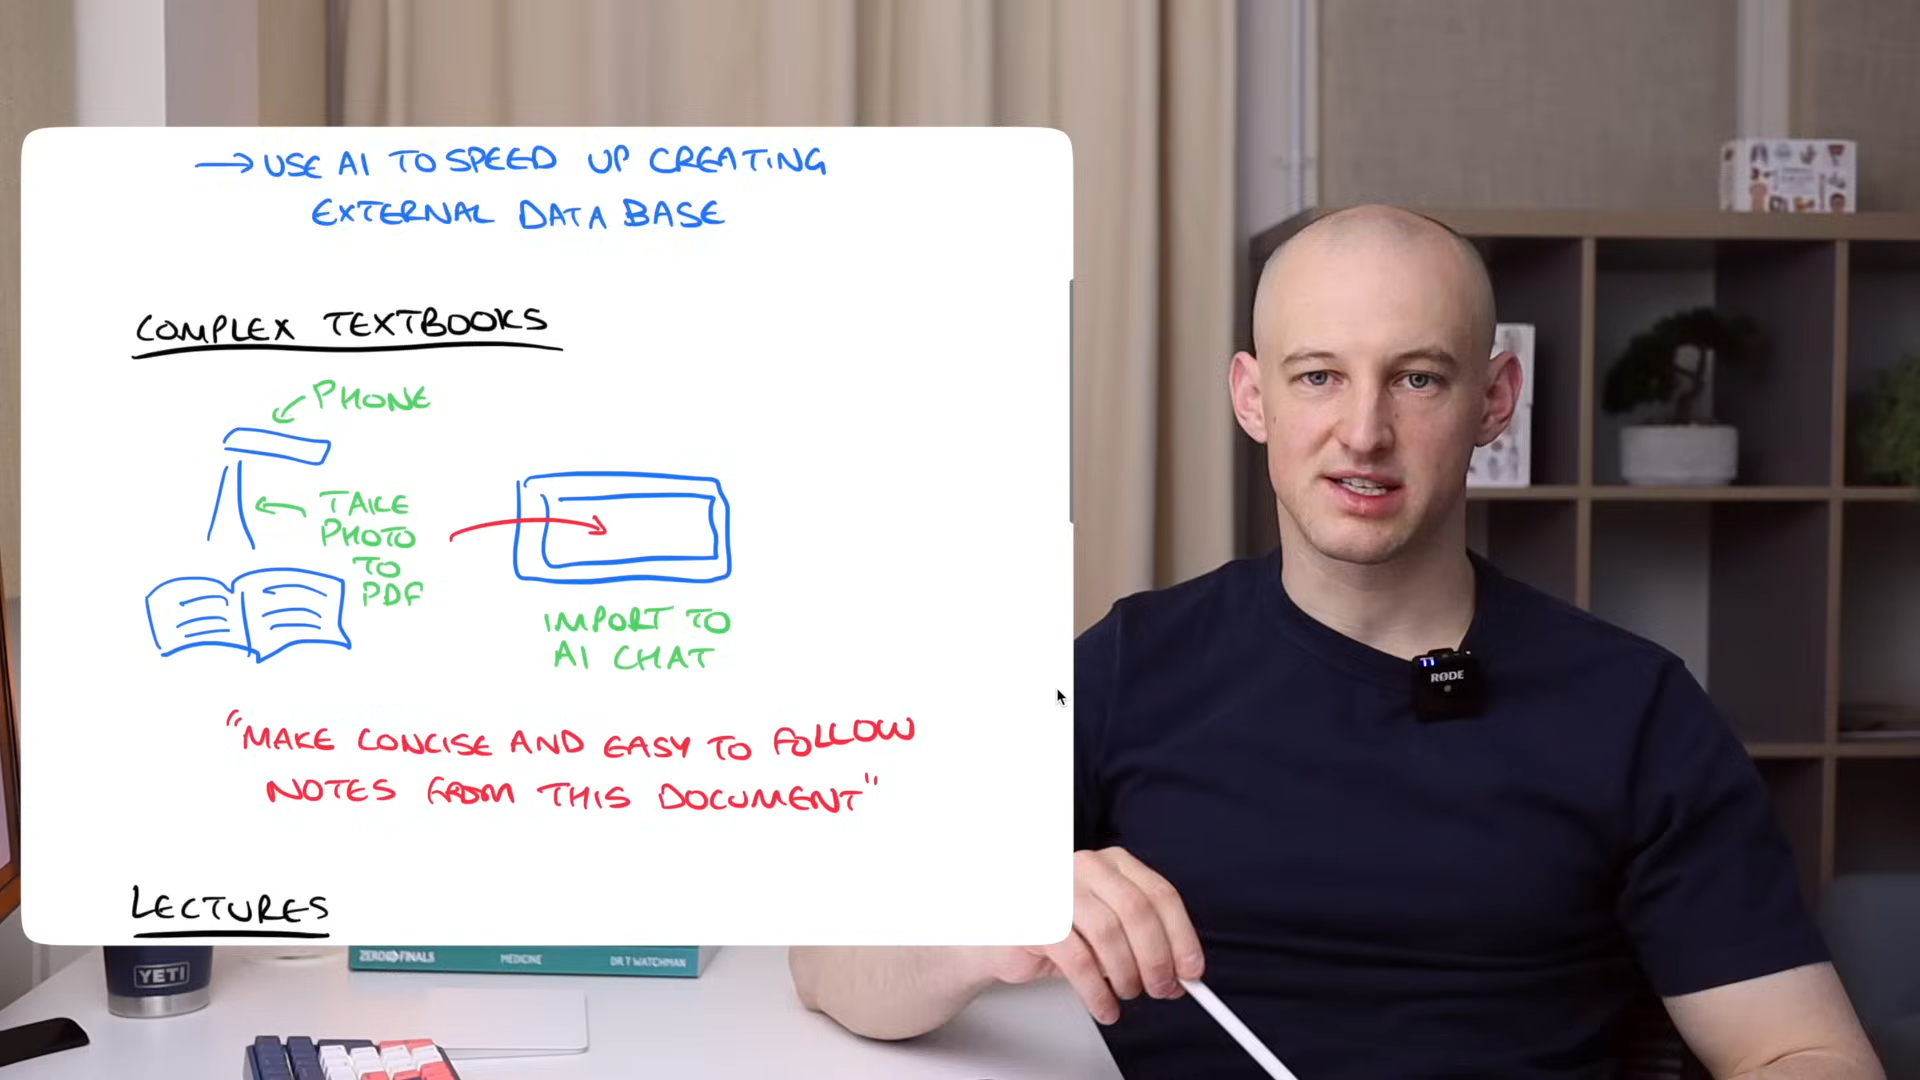 → USE AI TO SPEED UP CREATING
EXTERNAL DATA BASE
COMPLEX TEXTBOOKS
PHONE
TAKE
PHOTO
TO
PDF
IMPORT TO
AI CHAT
"MAKE CONCISE AND EASY TO FOLLOW
NOTES FROM THIS DOCUMENT"
LECTURES
RØDE
YETI
ZERO FINALS MEDICINE DR T WATCHMAN